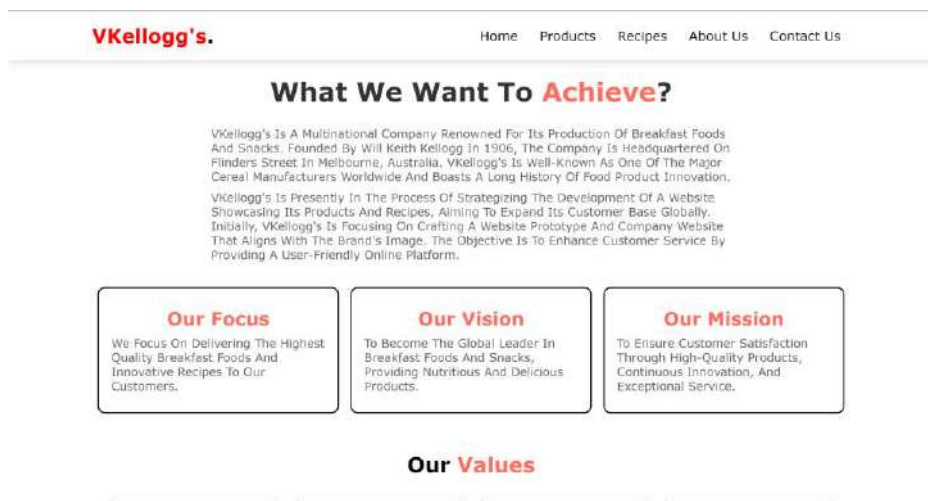 VKellogg's.
Home Products Recipes About Us Contact Us
What We Want To Achieve?
VKellogg's Is A Multinational Company Renowned For Its Production Of Breakfast Foods
And Snacks. Founded By Will Keith Kellogg In 1906, The Company Is Headquartered On
Flinders Street In Melbourne, Australia. VKellogg's Is Well-Known As One Of The Major
Cereal Manufacturers Worldwide And Boasts A Long History Of Food Product Innovation.
VKellogg's Is Presently In The Process Of Strategizing The Development Of A Website
Showcasing Its Products And Recipes, Aiming To Expand Its Customer Base Globally.
Initially, VKellogg's Is Focusing On Crafting A Website Prototype And Company Website
That Aligns With The Brand's Image. The Objective Is To Enhance Customer Service By
Providing A User-Friendly Online Platform.
Our Focus
We Focus On Delivering The Highest
Quality Breakfast Foods And
Innovative Recipes To Our
Customers.
Our Vision
To Become The Global Leader In
Breakfast Foods And Snacks,
Providing Nutritious And Delicious
Products.
Our Mission
To Ensure Customer Satisfaction
Through High-Quality Products,
Continuous Innovation, And
Exceptional Service.
Our Values